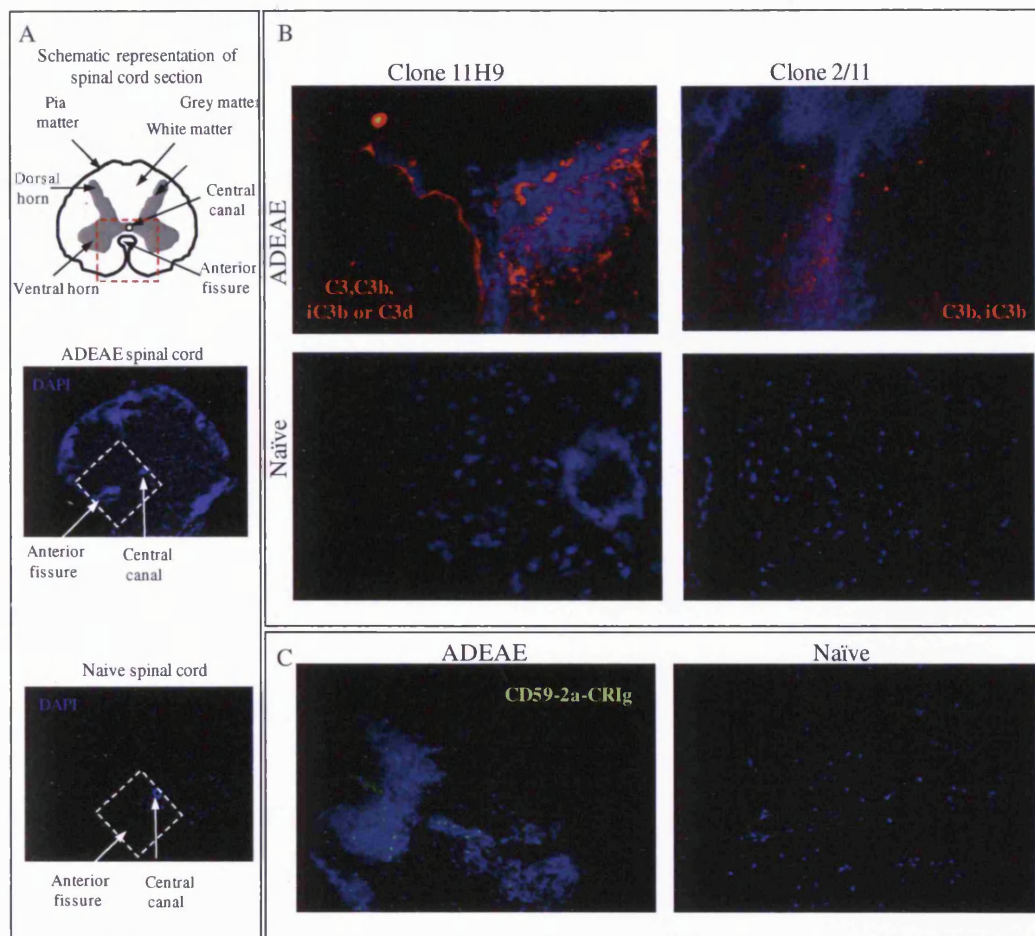 A
Schematic representation of
spinal cord section
Pia
matter
Grey matter
White matter
Dorsal
horn
Central
canal
Ventral horn
Anterior
fissure
ADEAE spinal cord
DAPI
Anterior
fissure
Central
canal
Naive spinal cord
DAPI
Anterior
fissure
Central
canal
B
Clone 11H9
Clone 2/11
ADEAE
C3,C3b,
iC3b or C3d
C3b, iC3b
Naïve
C
ADEAE
Naïve
CD59-2a-CRIg